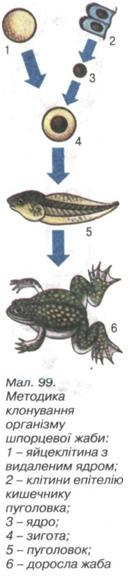 1
2
3
4
5
6
Мал. 99.
Методика
клонування
організму
шпорцевої жаби:
1 – яйцеклітина з
видаленим ядром;
2 – клітини епітелію
кишечнику
пуголовка;
3 – ядро;
4 – зигота;
5 – пуголовок;
6 – доросла жаба